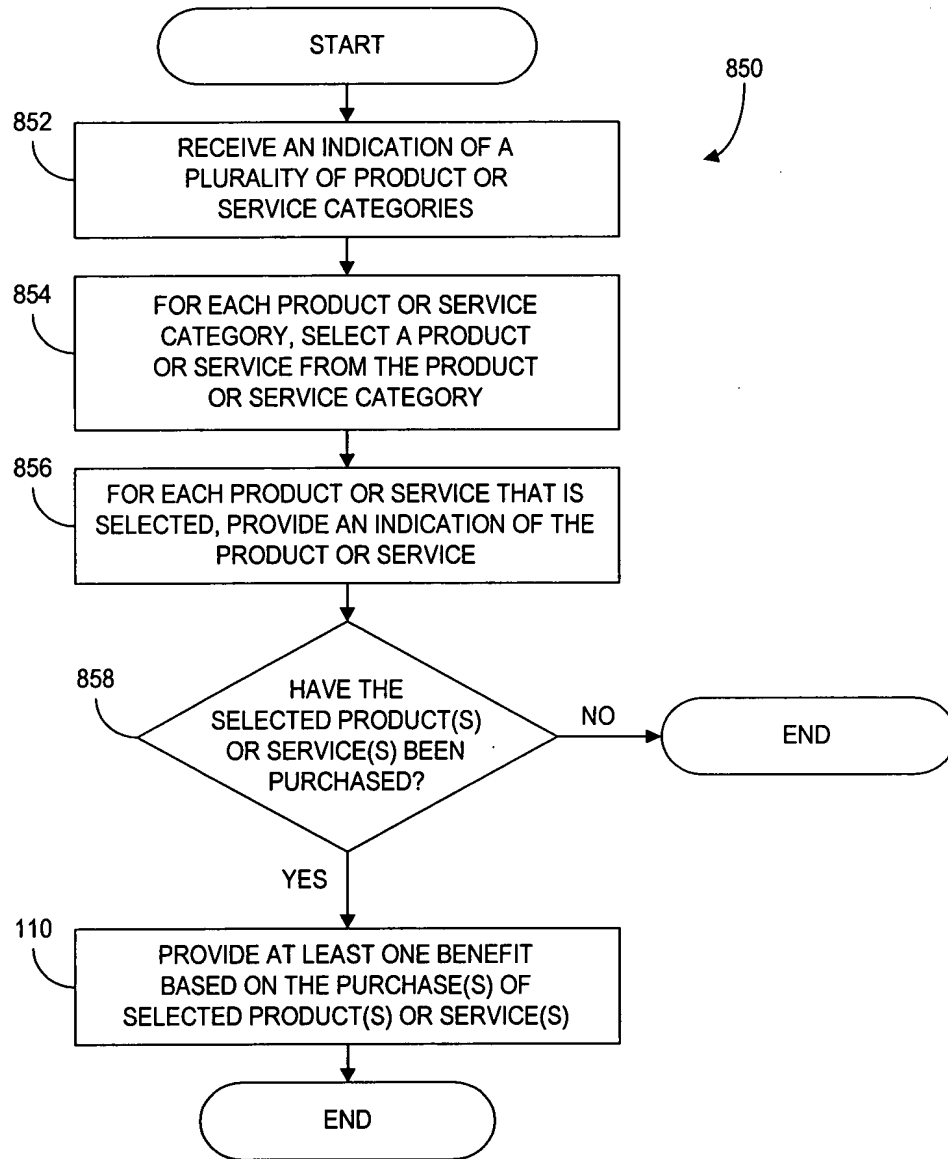 START
850
852
RECEIVE AN INDICATION OF A
PLURALITY OF PRODUCT OR
SERVICE CATEGORIES
854
FOR EACH PRODUCT OR SERVICE
CATEGORY, SELECT A PRODUCT
OR SERVICE FROM THE PRODUCT
OR SERVICE CATEGORY
856
FOR EACH PRODUCT OR SERVICE THAT IS
SELECTED, PROVIDE AN INDICATION OF THE
PRODUCT OR SERVICE
858
HAVE THE
SELECTED PRODUCT(S)
OR SERVICE(S) BEEN
PURCHASED?
NO
END
YES
110
PROVIDE AT LEAST ONE BENEFIT
BASED ON THE PURCHASE(S) OF
SELECTED PRODUCT(S) OR SERVICE(S)
END